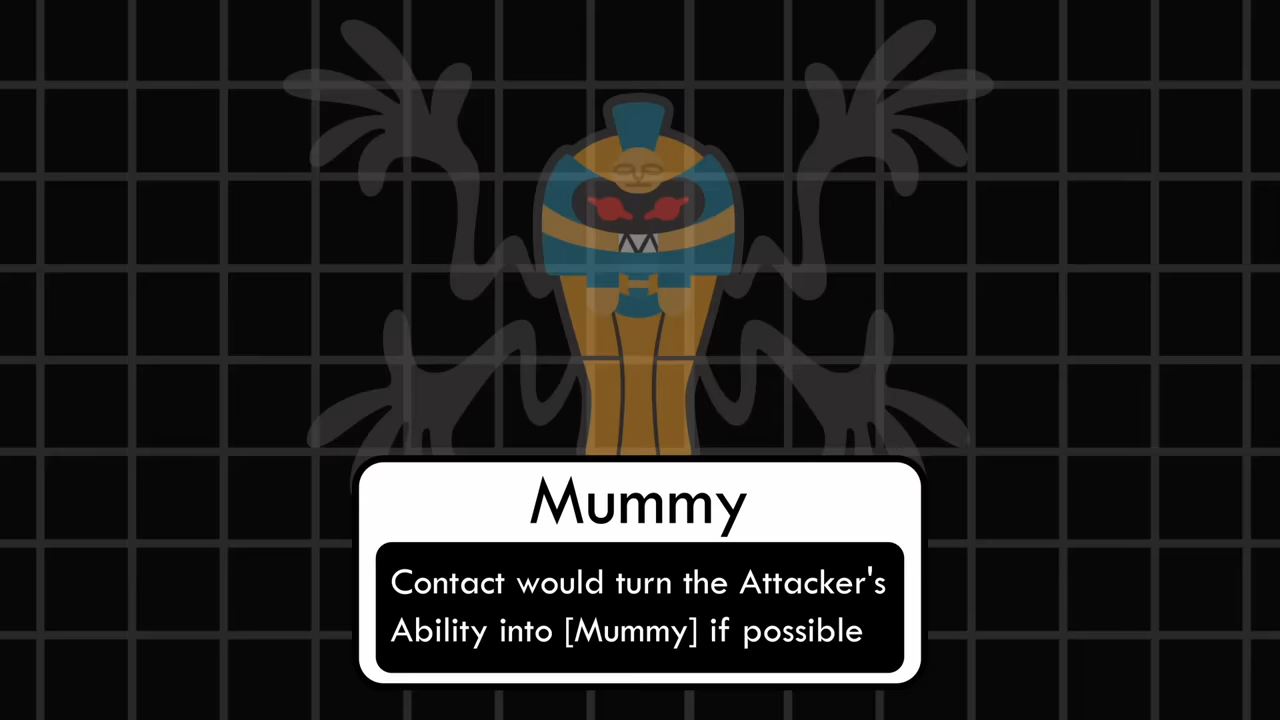 Mummy
Contact would turn the Attacker's
Ability into [Mummy] if possible